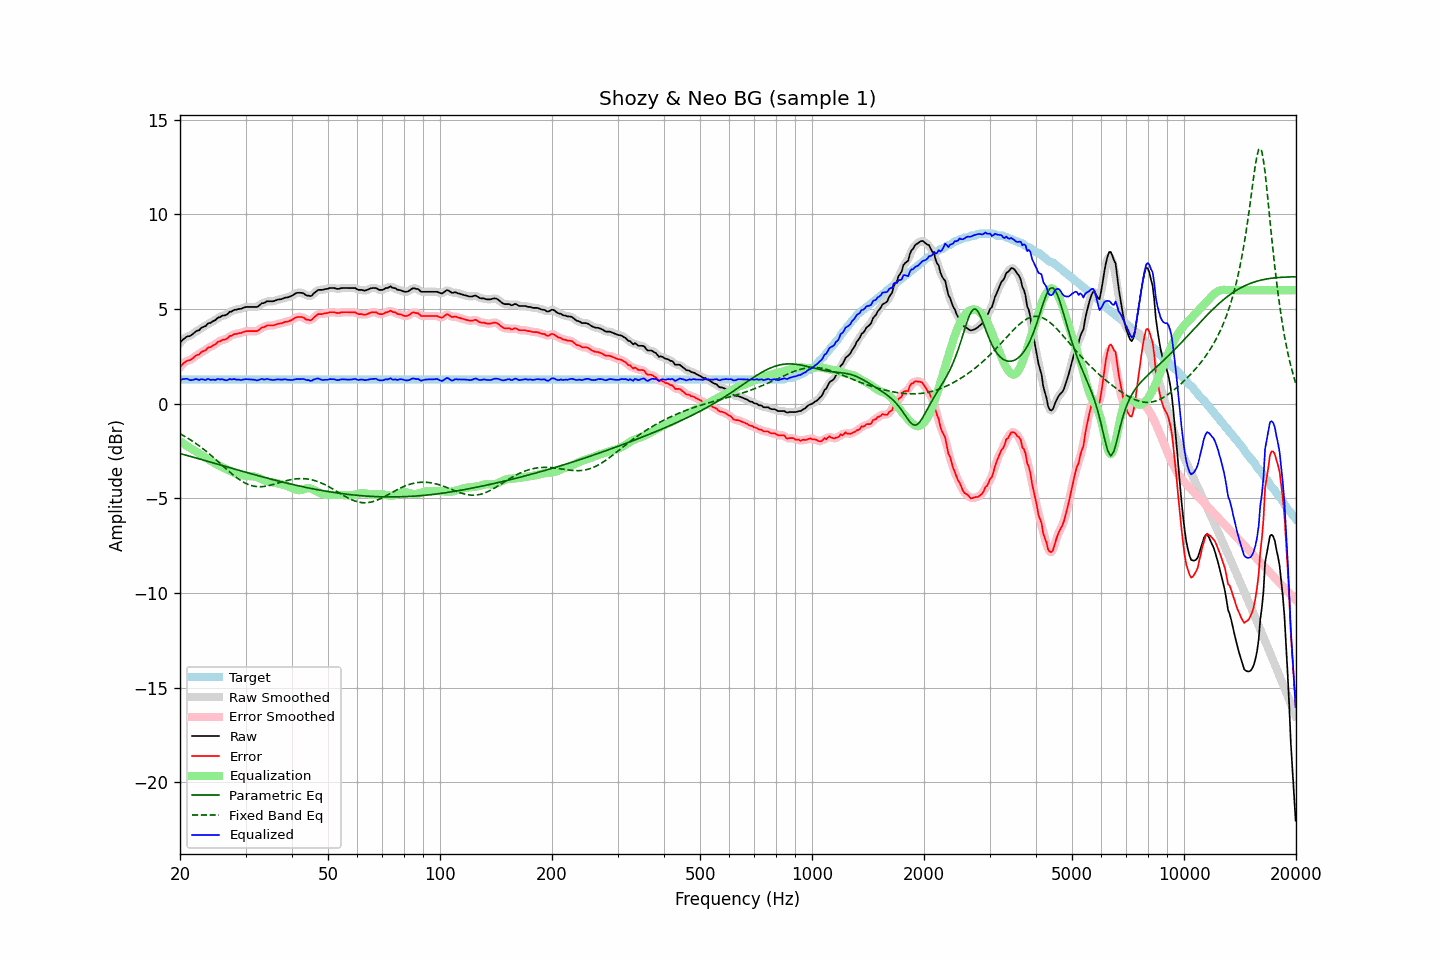 Shozy & Neo BG (sample 1)
15
10
5
0
−5
−10
−15
−20
Amplitude (dBr)
Target
Raw Smoothed
Error Smoothed
Raw
Error
Equalization
Parametric Eq
Fixed Band Eq
Equalized
20 50 100 200 500 1000 2000 5000 10000 20000
Frequency (Hz)